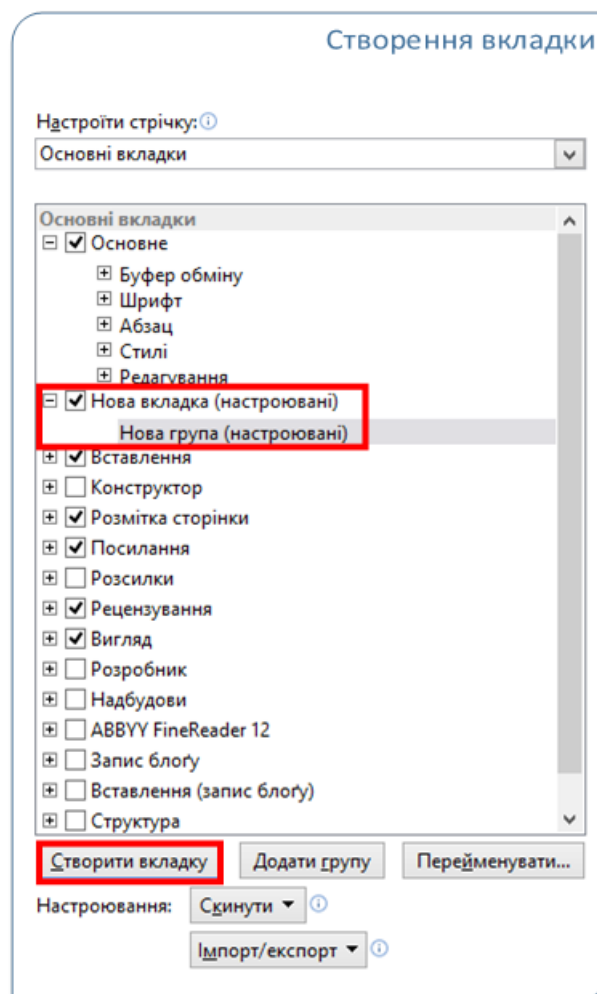 Створення вкладки
Настроїти стрічку:
Основні вкладки
Основні вкладки
Основне
Буфер обміну
Шрифт
Абзац
Стилі
Редагування
Нова вкладка (настроювані)
Нова група (настроювані)
Вставлення
Конструктор
Розмітка сторінки
Посилання
Розсилки
Рецензування
Вигляд
Розробник
Надбудови
ABBYY FineReader 12
Запис блоґу
Вставлення (запис блоґу)
Структура
Створити вкладку Додати групу Перейменувати...
Настроювання: Скинути
Імпорт/експорт